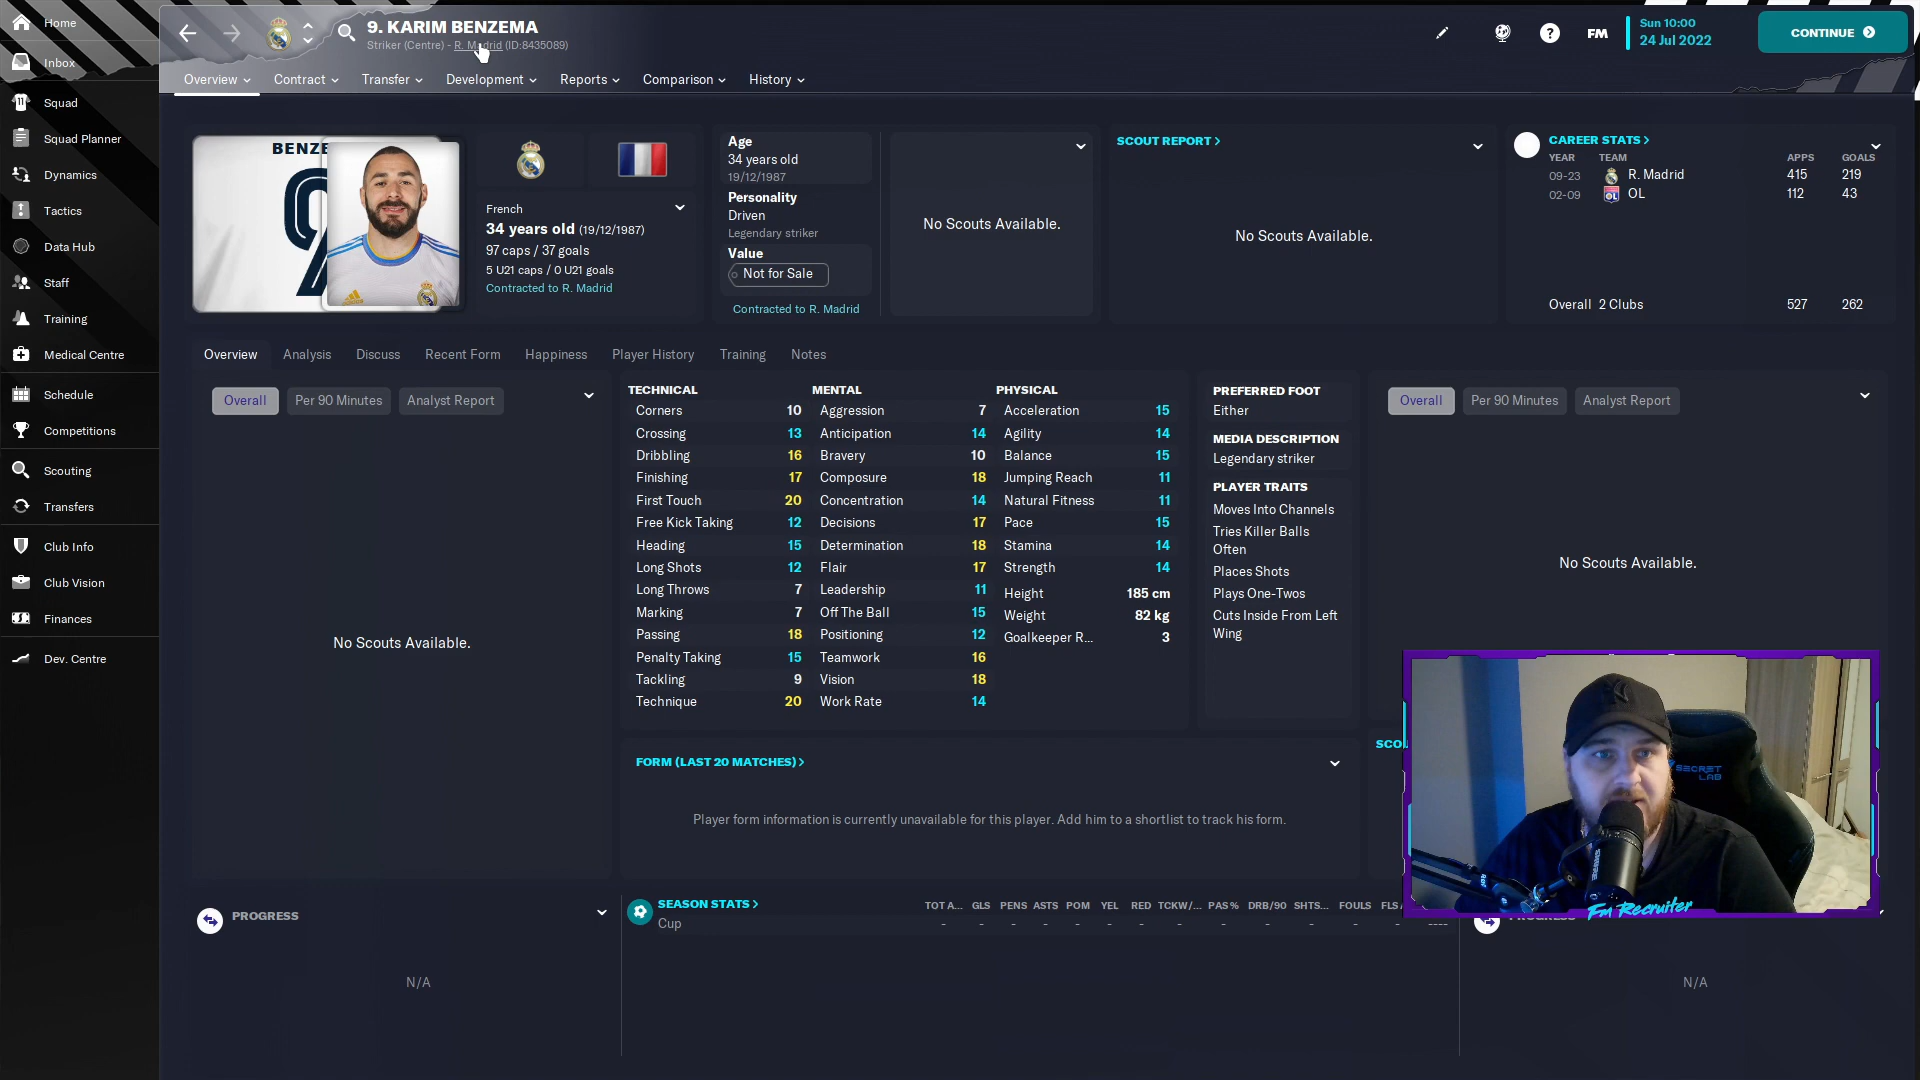 Home
Inbox
Squad
Squad Planner
Dynamics
Tactics
Data Hub
Staff
Training
Medical Centre
Schedule
Competitions
Scouting
Transfers
Club Info
Club Vision
Finances
Dev. Centre
9. KARIM BENZEMA
Striker (Centre) - R. Madrid (ID:8435089)
FM
Sun 10:00
24 Jul 2022
CONTINUE
Overview Contract Transfer Development Reports Comparison History
BENZE
9
French
34 years old (19/12/1987)
97 caps / 37 goals
5 U21 caps / 0 U21 goals
Contracted to R. Madrid
Age
34 years old
19/12/1987
Personality
Driven
Legendary striker
Value
Not for Sale
Contracted to R. Madrid
No Scouts Available.
SCOUT REPORT >
No Scouts Available.
CAREER STATS >
YEAR TEAM APPS GOALS
09-23 R. Madrid 415 219
02-09 OL 112 43
Overall 2 Clubs 527 262
Overview Analysis Discuss Recent Form Happiness Player History Training Notes
Overall Per 90 Minutes Analyst Report
No Scouts Available.
TECHNICAL
Corners 10
Crossing 13
Dribbling 16
Finishing 17
First Touch 20
Free Kick Taking 12
Heading 15
Long Shots 12
Long Throws 7
Marking 7
Passing 18
Penalty Taking 15
Tackling 9
Technique 20
MENTAL
Aggression 7
Anticipation 14
Bravery 10
Composure 18
Concentration 14
Decisions 17
Determination 18
Flair 17
Leadership 11
Off The Ball 15
Positioning 12
Teamwork 16
Vision 18
Work Rate 14
PHYSICAL
Acceleration 15
Agility 14
Balance 15
Jumping Reach 11
Natural Fitness 11
Pace 15
Stamina 14
Strength 14
Height 185 cm
Weight 82 kg
Goalkeeper R... 3
PREFERRED FOOT
Either
MEDIA DESCRIPTION
Legendary striker
PLAYER TRAITS
Moves Into Channels
Tries Killer Balls
Often
Places Shots
Plays One-Twos
Cuts Inside From Left
Wing
Overall Per 90 Minutes Analyst Report
No Scouts Available.
SCOU
SECRET
LAB
Fm Recruiter
FORM (LAST 20 MATCHES) >
Player form information is currently unavailable for this player. Add him to a shortlist to track his form.
PROGRESS
N/A
SEASON STATS >
TOT A... GLS PENS ASTS POM YEL RED TCKW/... PAS % DRB/90 SHTS... FOULS FLS
Cup - - - - - - - - - - - - ----
PROGRESS
N/A